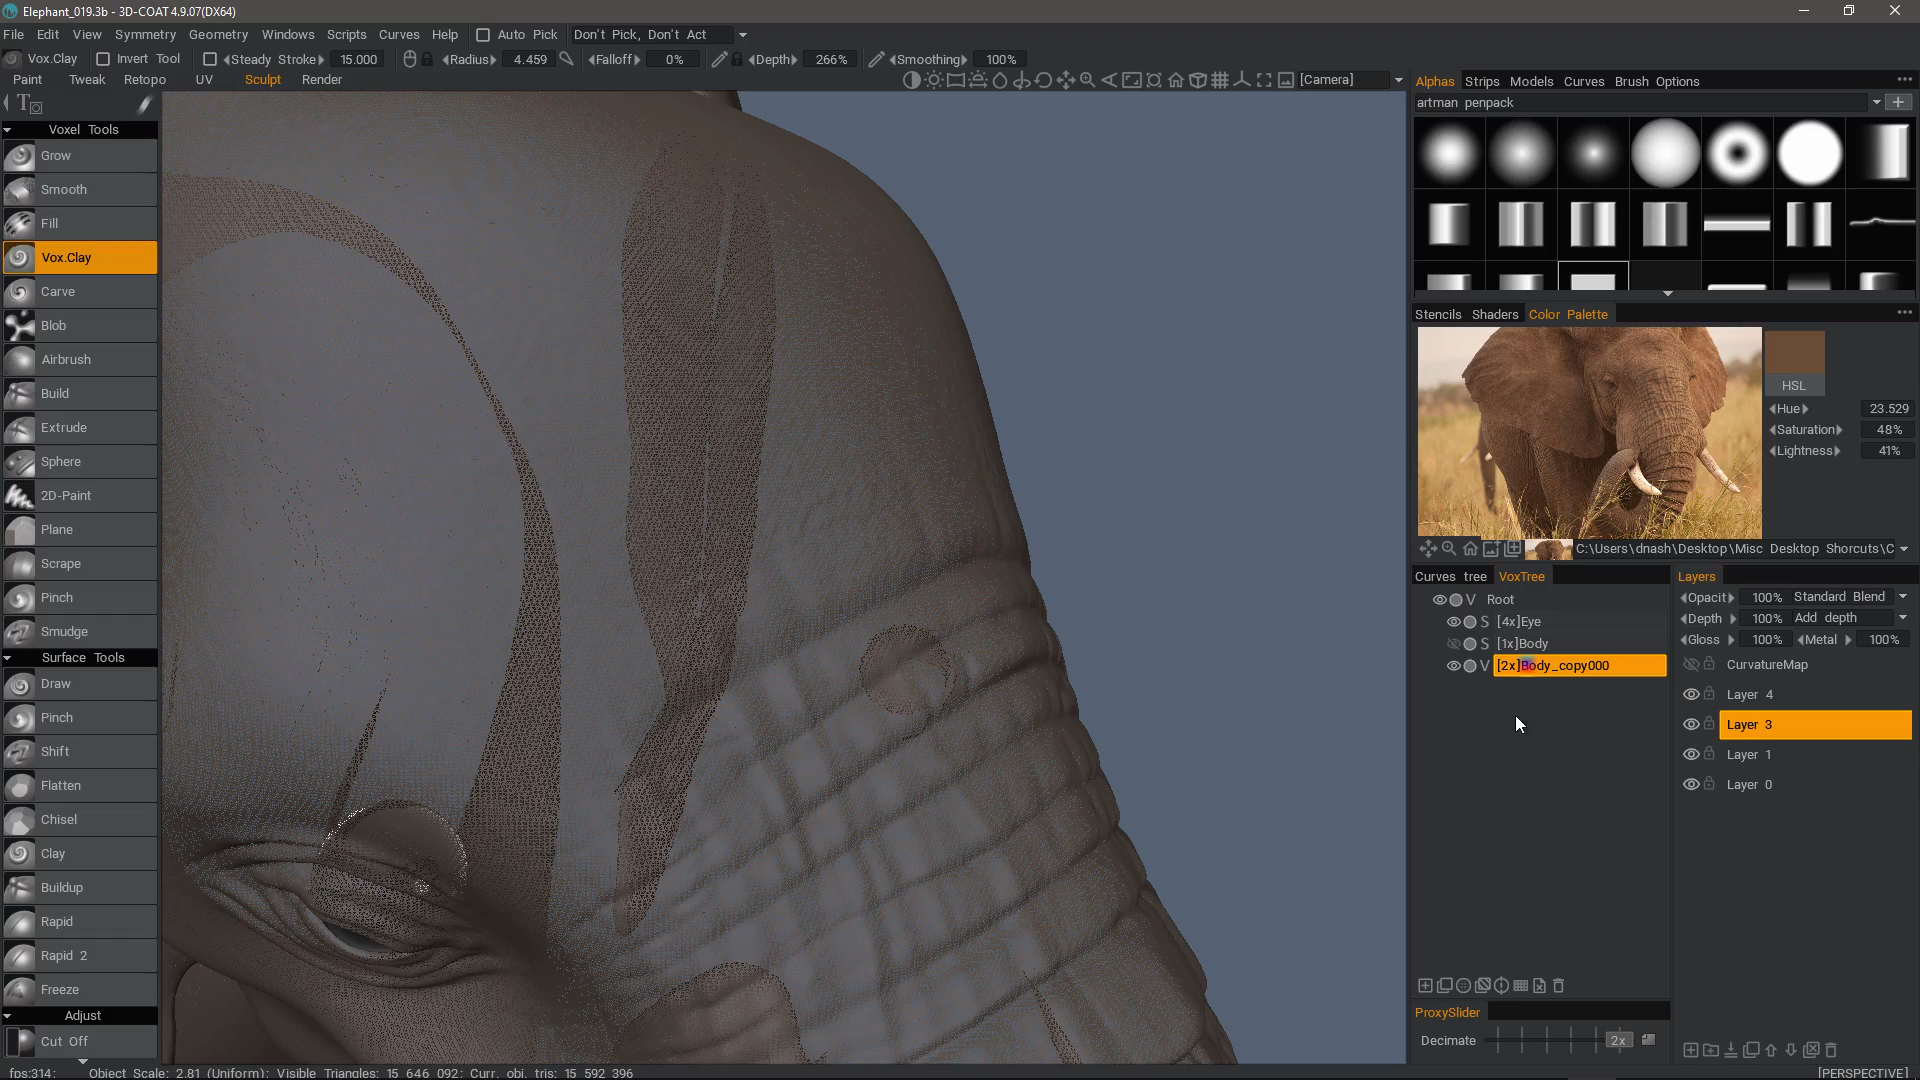 Elephant_019.3b - 3D-COAT 4.9.07(DX64)
File Edit View Symmetry Geometry Windows Scripts Curves Help Auto Pick Don't Pick, Don't Act
Vox.Clay Invert Tool Steady Stroke 15.000 Radius 4.459 Falloff 0% Depth 266% Smoothing 100%
Paint Tweak Retopo UV Sculpt Render [Camera]
Voxel Tools
Grow
Smooth
Fill
Vox.Clay
Carve
Blob
Airbrush
Build
Extrude
Sphere
2D-Paint
Plane
Scrape
Pinch
Smudge
Surface Tools
Draw
Pinch
Shift
Flatten
Chisel
Clay
Buildup
Rapid
Rapid 2
Freeze
Adjust
Cut Off
Alphas Strips Models Curves Brush Options
artman penpack
Stencils Shaders Color Palette
HSL
Hue 23.529
Saturation 48%
Lightness 41%
C:\Users\dnash\Desktop\Misc Desktop Shorcuts\C
Curves tree VoxTree
V Root
S [4x]Eye
S [1x]Body
V [2x]Body_copy000
ProxySlider
Decimate 2x
Layers
Opacit 100% Standard Blend
Depth 100% Add depth
Gloss 100% Metal 100%
CurvatureMap
Layer 4
Layer 3
Layer 1
Layer 0
fps:314; Object Scale: 2.81 (Uniform); Visible Triangles: 15 646 092; Curr. obj. tris: 15 592 396 [PERSPECTIVE]